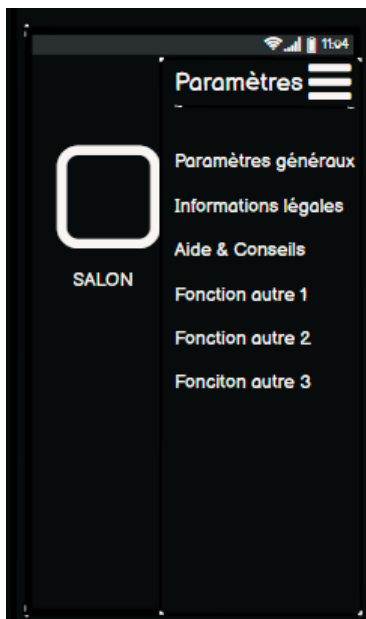 11:04
Paramètres
Paramètres généraux
Informations légales
Aide & Conseils
SALON
Fonction autre 1
Fonction autre 2
Fonciton autre 3